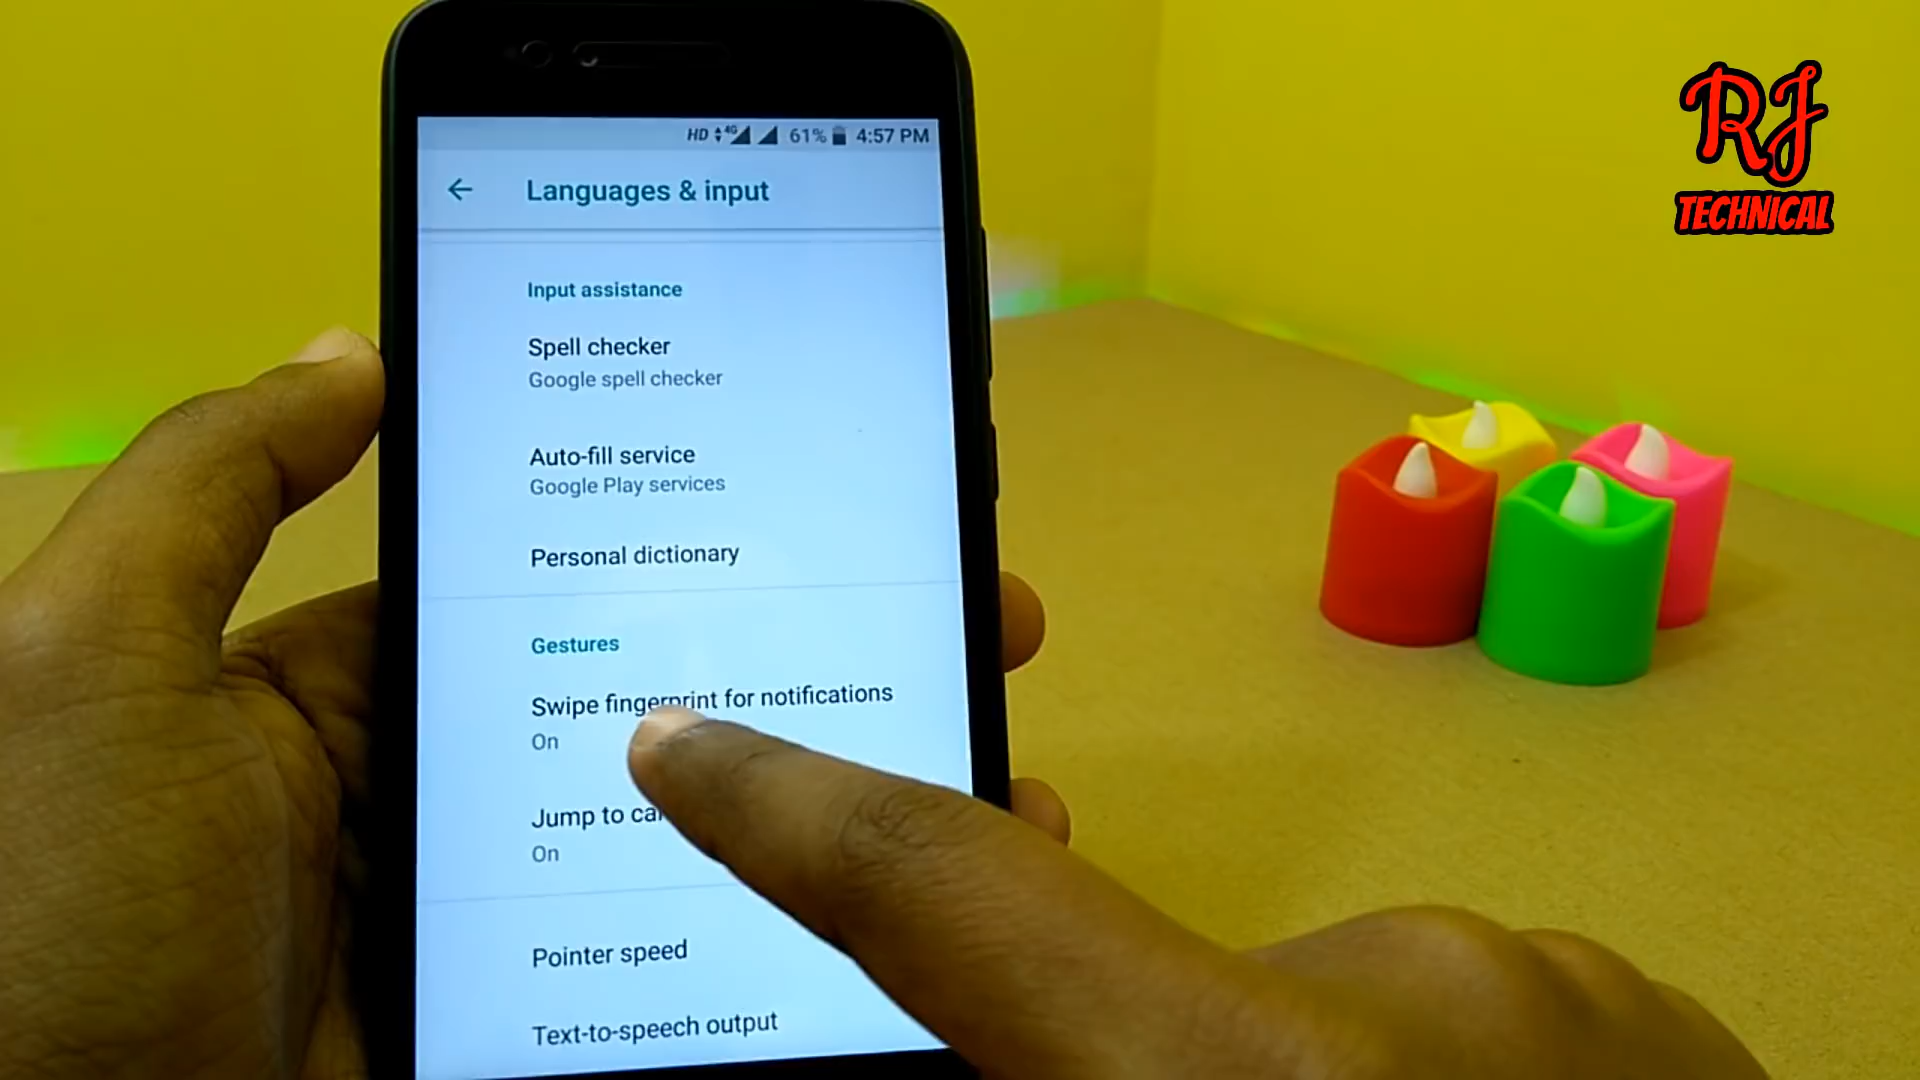 HD 4G 61% 4:57 PM
Languages & input
Input assistance
Spell checker
Google spell checker
Auto-fill service
Google Play services
Personal dictionary
Gestures
Swipe fingerprint for notifications
On
Jump to
On
Pointer speed
Text-to-speech output
RJ
TECHNICAL